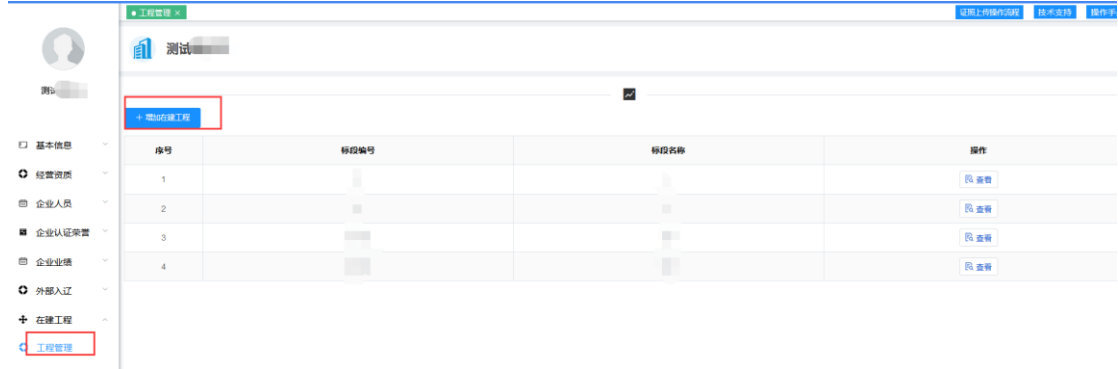 工程管理 ×
证照上传操作流程
技术支持
操作手
测试
测试
+ 增加在建工程
序号 标段编号 标段名称 操作
1 查看
2 查看
3 查看
4 查看
基本信息
经营资质
企业人员
企业认证荣誉
企业业绩
外部入辽
在建工程
工程管理